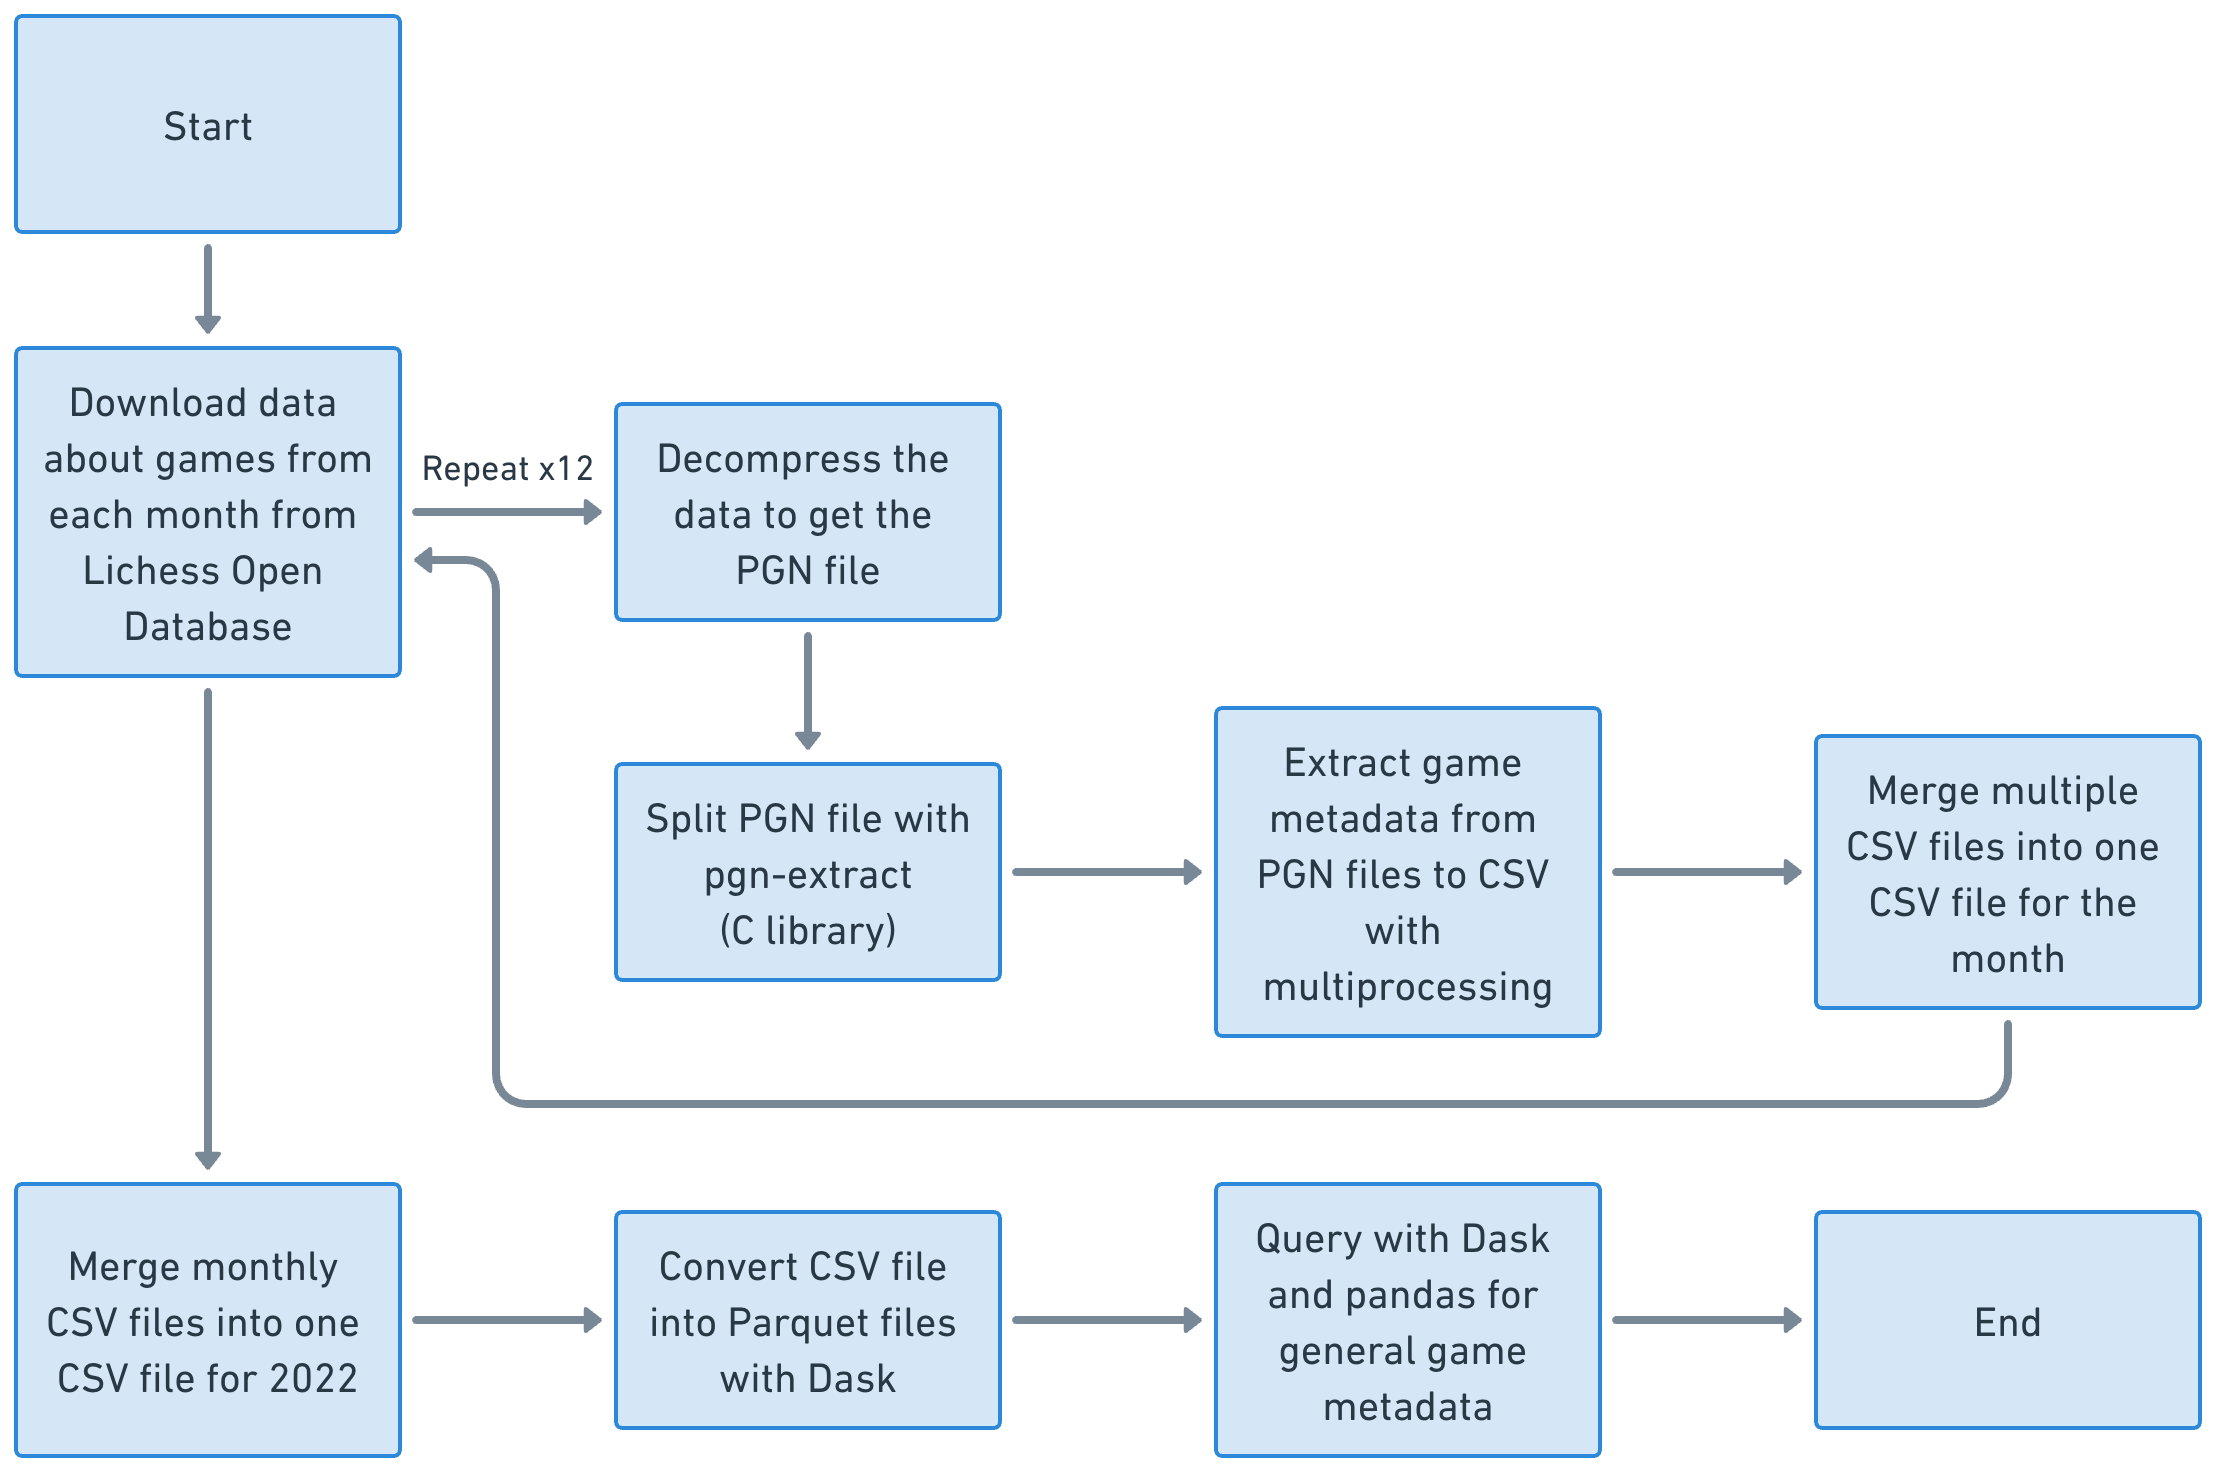 Start
Download data
about games from
each month from
Lichess Open
Database
Repeat x12
Decompress the
data to get the
PGN file
Split PGN file with
pgn-extract
(C library)
Extract game
metadata from
PGN files to CSV
with
multiprocessing
Merge multiple
CSV files into one
CSV file for the
month
Merge monthly
CSV files into one
CSV file for 2022
Convert CSV file
into Parquet files
with Dask
Query with Dask
and pandas for
general game
metadata
End